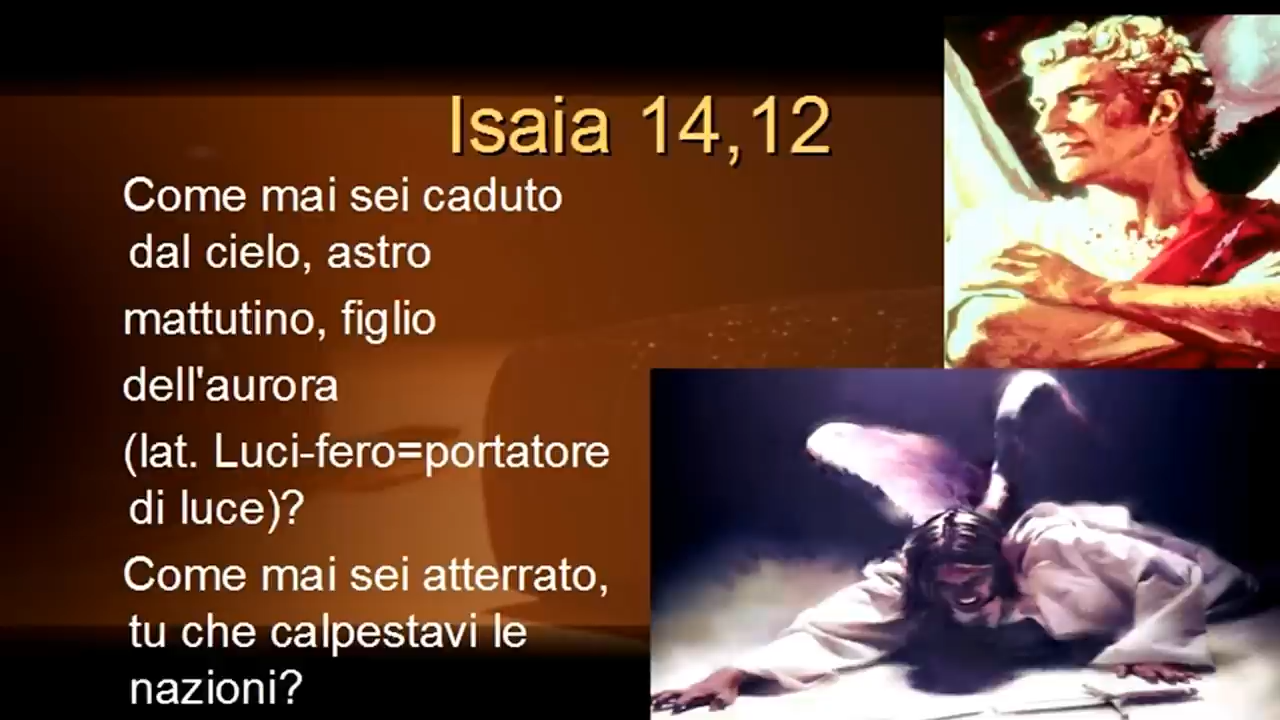 Isaia 14,12
Come mai sei caduto
dal cielo, astro
mattutino, figlio
dell'aurora
(lat. Luci-fero=portatore
di luce)?
Come mai sei atterrato,
tu che calpestavi le
nazioni?